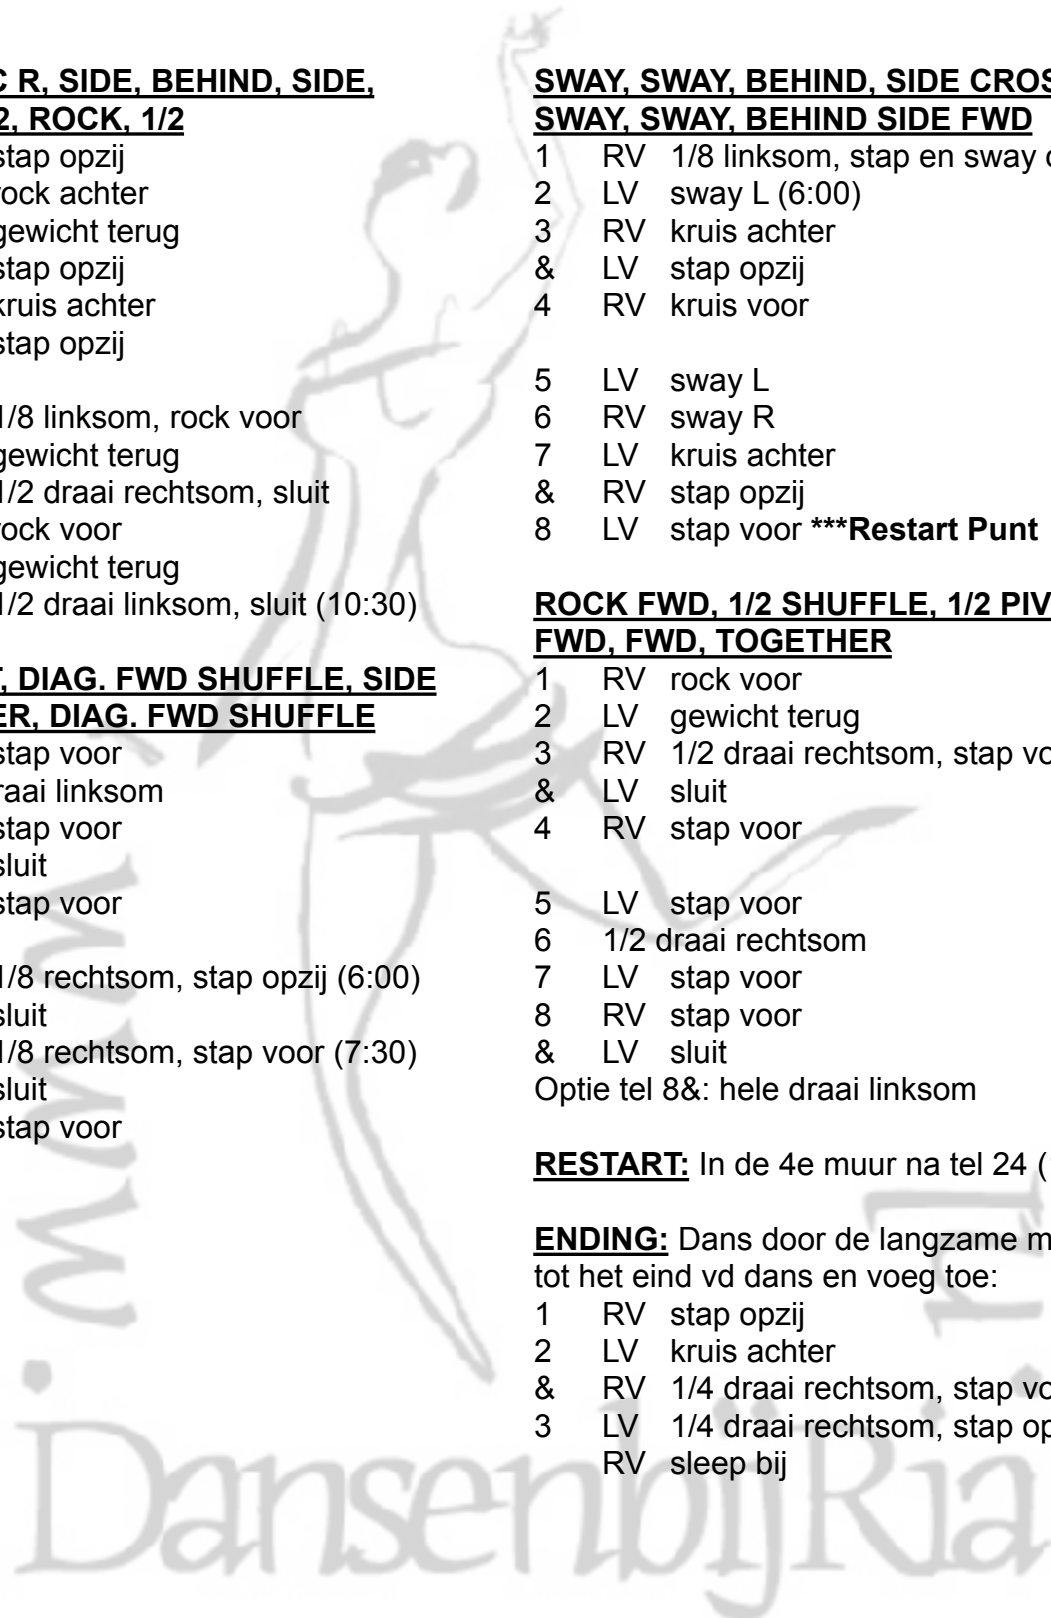 C R, SIDE, BEHIND, SIDE,
2, ROCK, 1/2
stap opzij
rock achter
gewicht terug
stap opzij
kruis achter
stap opzij
1/8 linksom, rock voor
gewicht terug
1/2 draai rechtsom, sluit
rock voor
gewicht terug
1/2 draai linksom, sluit (10:30)
, DIAG. FWD SHUFFLE, SIDE
ER, DIAG. FWD SHUFFLE
stap voor
raai linksom
stap voor
sluit
stap voor
1/8 rechtsom, stap opzij (6:00)
sluit
1/8 rechtsom, stap voor (7:30)
sluit
stap voor
SWAY, SWAY, BEHIND, SIDE CROS
SWAY, SWAY, BEHIND SIDE FWD
1 RV 1/8 linksom, stap en sway
2 LV sway L (6:00)
3 RV kruis achter
& LV stap opzij
4 RV kruis voor
5 LV sway L
6 RV sway R
7 LV kruis achter
& RV stap opzij
8 LV stap voor ***Restart Punt
ROCK FWD, 1/2 SHUFFLE, 1/2 PIV
FWD, FWD, TOGETHER
1 RV rock voor
2 LV gewicht terug
3 RV 1/2 draai rechtsom, stap vo
& LV sluit
4 RV stap voor
5 LV stap voor
6 1/2 draai rechtsom
7 LV stap voor
8 RV stap voor
& LV sluit
Optie tel 8&: hele draai linksom
RESTART: In de 4e muur na tel 24 (
ENDING: Dans door de langzame m
tot het eind vd dans en voeg toe:
1 RV stap opzij
2 LV kruis achter
& RV 1/4 draai rechtsom, stap vo
3 LV 1/4 draai rechtsom, stap op
RV sleep bij
www.DansenbijRia.nl